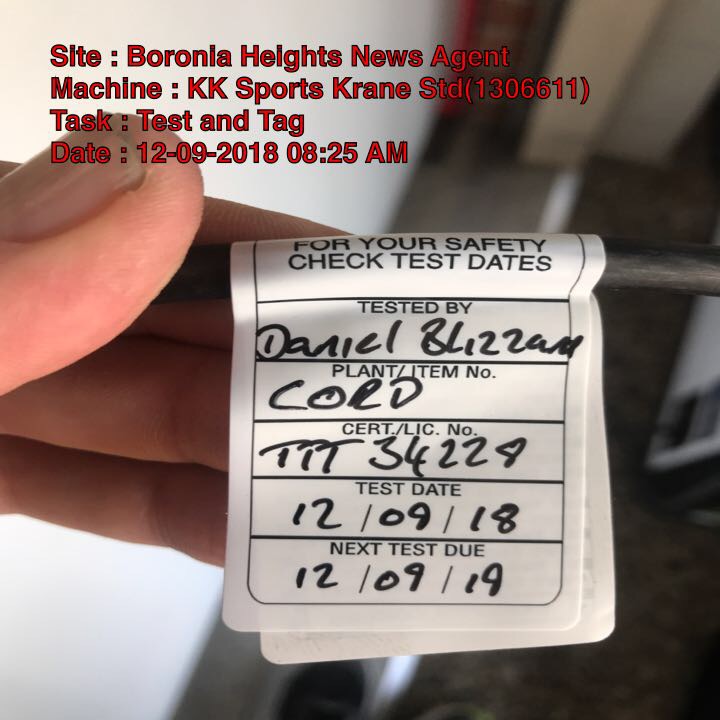 Site : Boronia Heights News Agent
Machine : KK Sports Krane Std(1306611)
Task : Test and Tag
Date : 12-09-2018 08:25 AM
FOR YOUR SAFETY
CHECK TEST DATES
TESTED BY
Daniel Blizzard
PLANT/ITEM No.
CORD
CERT./LIC. No.
TTT 34228
TEST DATE
12/09/18
NEXT TEST DUE
12/09/19